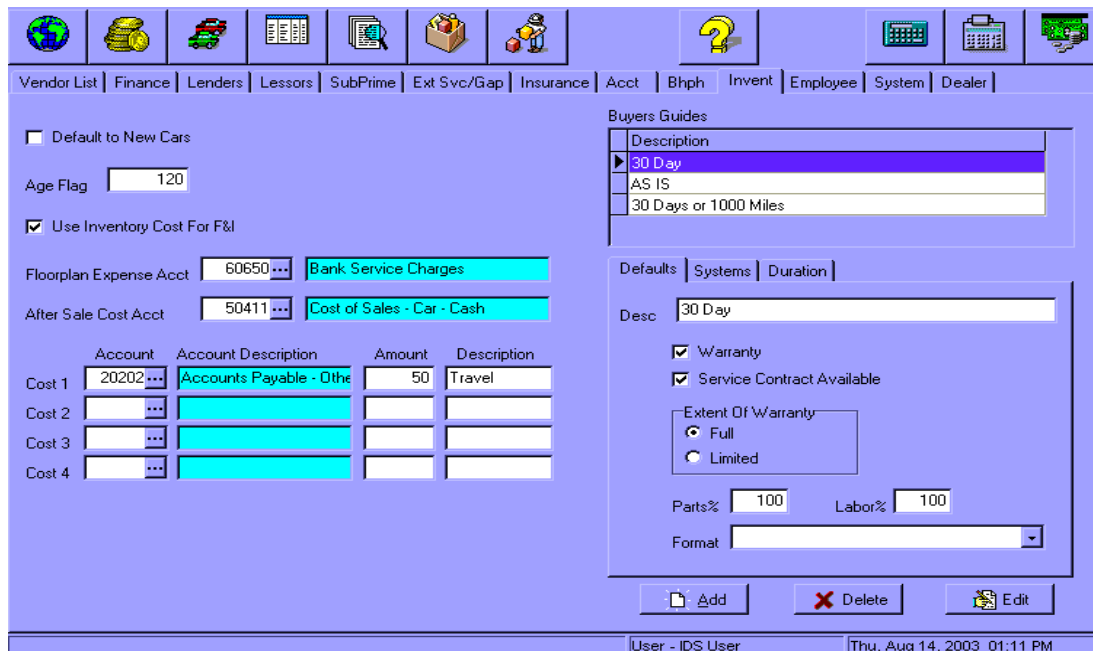 Vendor List Finance Lenders Lessors SubPrime Ext Svc/Gap Insurance Acct Bhph Invent Employee System Dealer
Default to New Cars
Age Flag 120
Use Inventory Cost For F&I
Floorplan Expense Acct 60650 ... Bank Service Charges
After Sale Cost Acct 50411 ... Cost of Sales - Car - Cash
Account Account Description Amount Description
Cost 1 20202 ... Accounts Payable - Othe 50 Travel
Cost 2 ...
Cost 3 ...
Cost 4 ...
Buyers Guides
Description
30 Day
AS IS
30 Days or 1000 Miles
Defaults Systems Duration
Desc 30 Day
Warranty
Service Contract Available
Extent Of Warranty
Full
Limited
Parts% 100 Labor% 100
Format
Add Delete Edit
User - IDS User Thu, Aug 14, 2003 01:11 PM